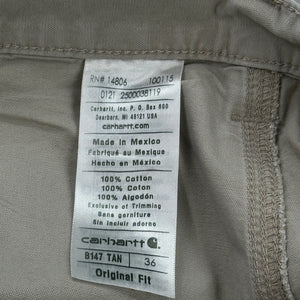 RN# 14806 100115
0121 2500038119
Carhartt, Inc. P.O. Box 600
Dearborn, MI 48121 USA
carhartt.com
Made in Mexico
Fabriqué au Mexique
Hecho en México
100% Cotton
100% Coton
100% Algodón
Exclusive of Trimming
Sans garniture
Sin incluir adorno
carhartt
B147 TAN 36
Original Fit